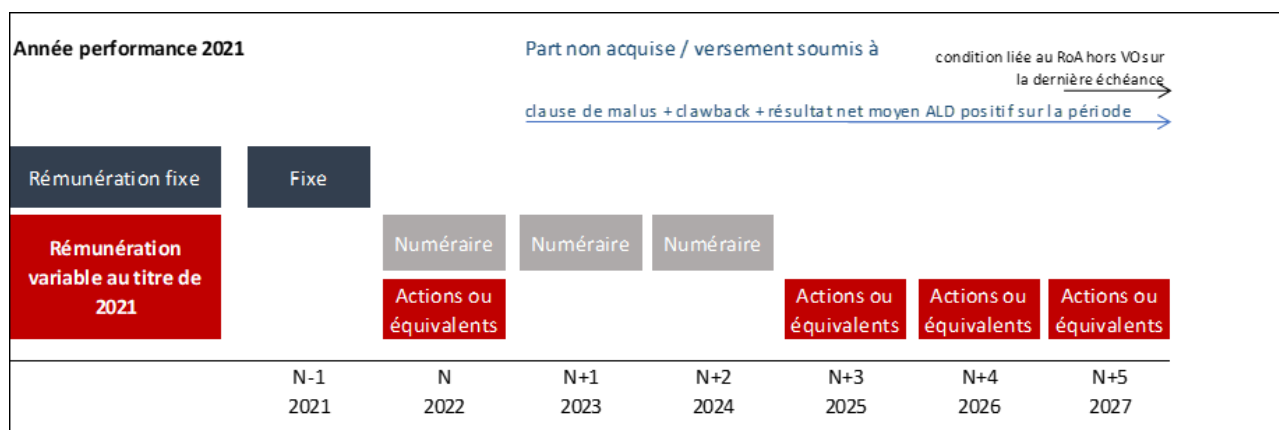 Année performance 2021
Part non acquise / versement soumis à
condition liée au RoA hors VO sur
la dernière échéance
clause de malus + clawback + résultat net moyen ALD positif sur la période
Rémunération fixe
Fixe
Rémunération
variable au titre de
2021
Numéraire
Numéraire
Numéraire
Actions ou
équivalents
Actions ou
équivalents
Actions ou
équivalents
Actions ou
équivalents
N-1
2021
N
2022
N+1
2023
N+2
2024
N+3
2025
N+4
2026
N+5
2027